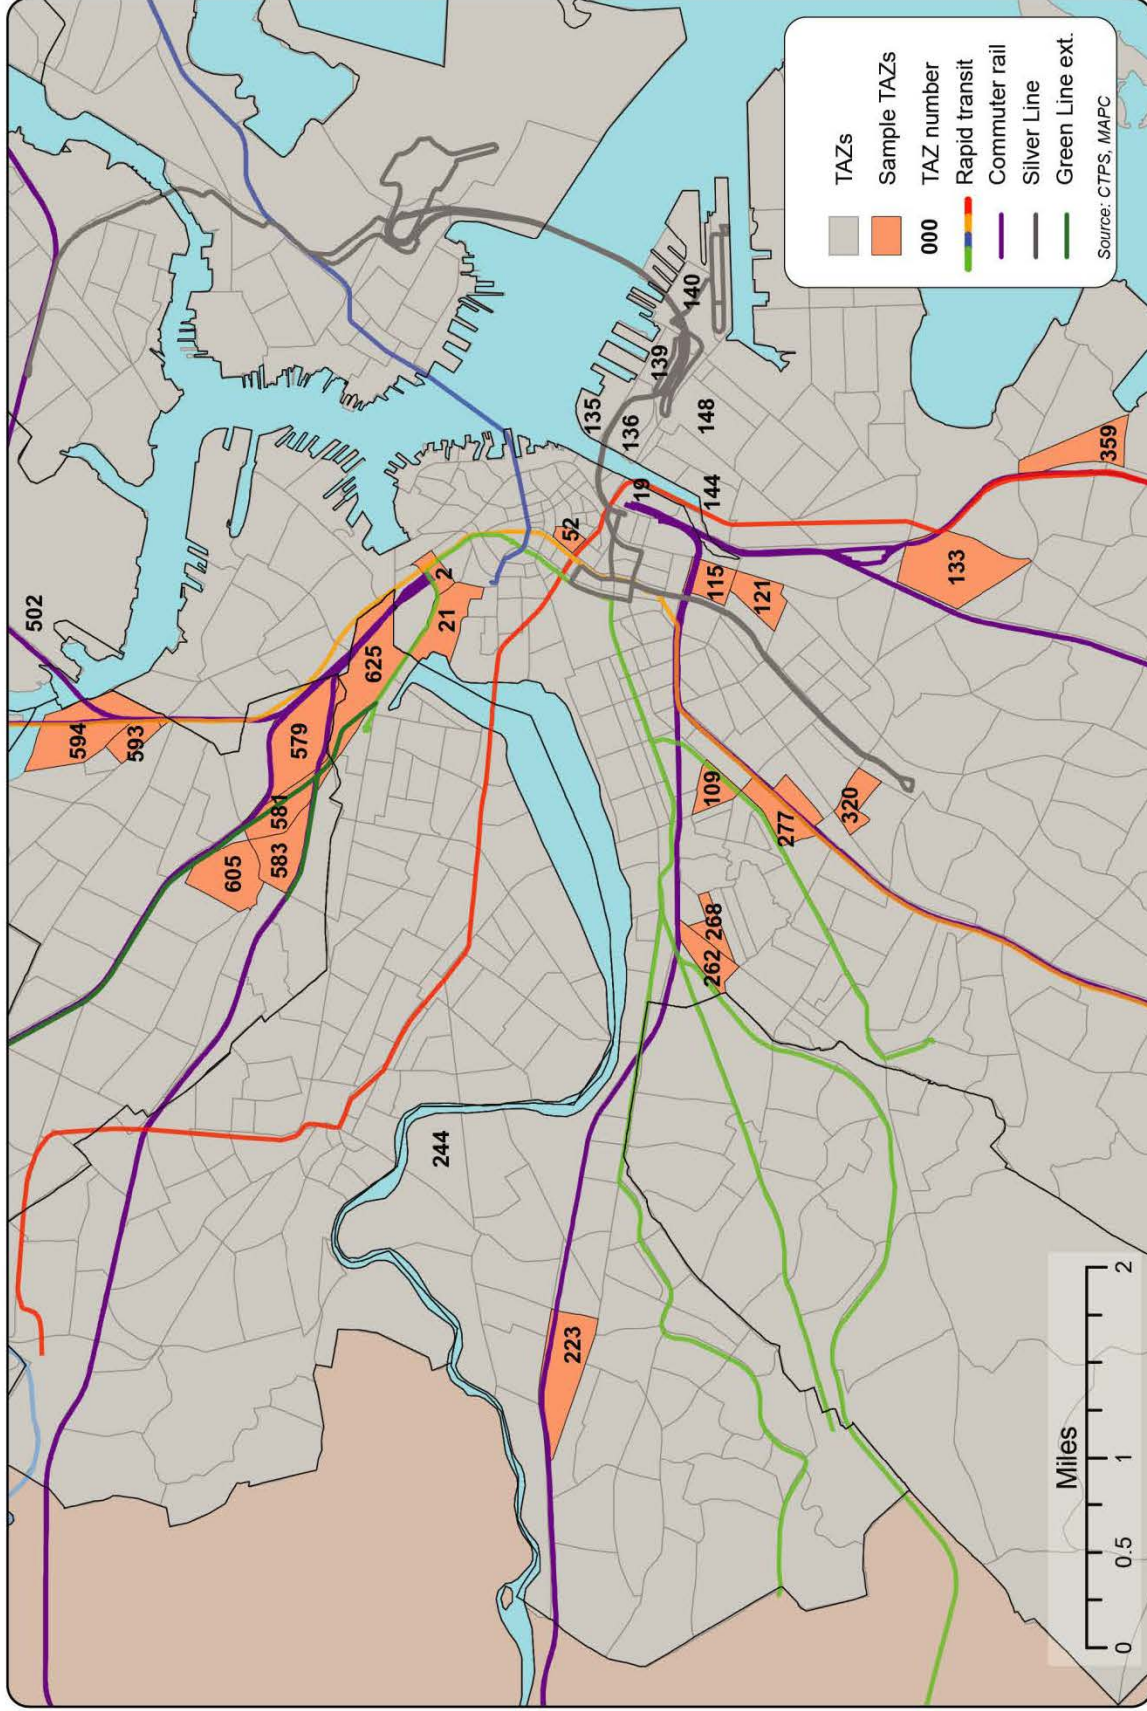 502
594
593
605
583 581
579
625
244
2
21
223
52
135
136
19
139
140
148
262 268
109
115
144
121
277
320
133
359
TAZs
Sample TAZs
000 TAZ number
Rapid transit
Commuter rail
Silver Line
Green Line ext.
Source: CTPS, MAPC
Miles
0 0.5 1 2